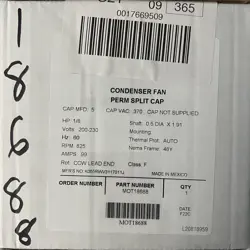 09 365
0017669509
18688
CONDENSER FAN
PERM SPLIT CAP
CAP MFD: 5 CAP VAC: 370 CAP NOT SUPPLIED
HP: 1/6 Shaft: 0.5 DIA X 1.91
Volts: 200-230 Mounting:
Hz: 60 Thermal Prot: AUTO
RPM: 825 Nema Frame: 48Y
AMPS: .99
Rot: CCW LEAD END Class: F
MADE IN MEXICO
ORDER NUMBER PART NUMBER QTY
MOT18688 1
DATE
MOT18688